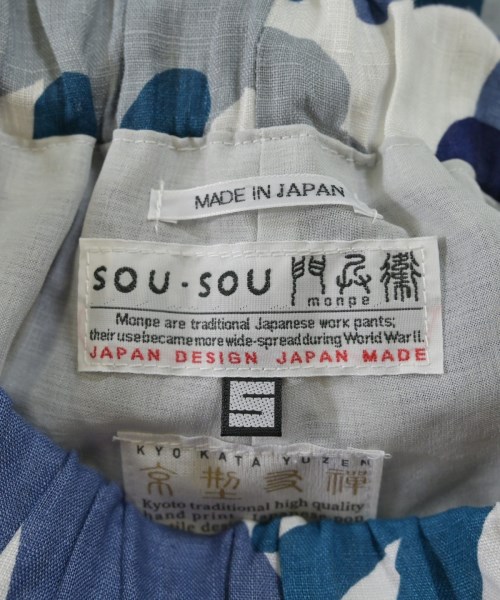 MADE IN JAPAN
SOU・SOU 門兵衛
monpe
Monpe are traditional Japanese work pants;
their use became more wide-spread during World War II.
JAPAN DESIGN JAPAN MADE
S
KYO KATA YUZEN
京型友禅
Kyoto traditional high quality
hand print